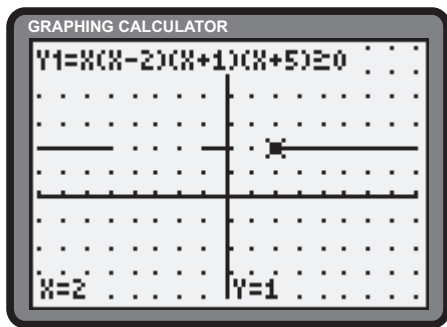 GRAPHING CALCULATOR
Y1=X(X-2)(X+1)(X+5)≥0
X=2 Y=1